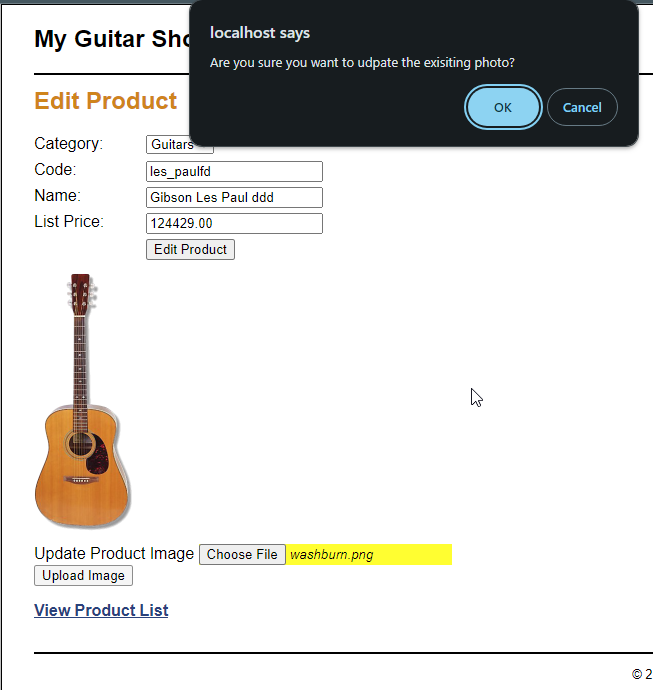 localhost says
Are you sure you want to udpate the exisiting photo?
OK
Cancel
My Guitar Sho
Edit Product
Category: Guitars
Code: les_paulfd
Name: Gibson Les Paul ddd
List Price: 124429.00
Edit Product
Update Product Image Choose File washburn.png
Upload Image
View Product List
© 2